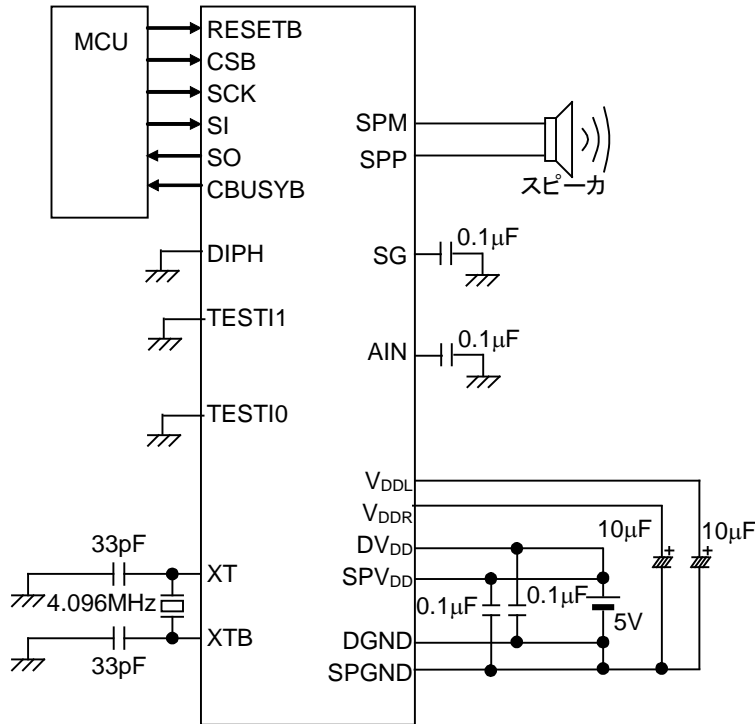 MCU
RESETB
CSB
SCK
SI
SO
CBUSYB
DIPH
TESTI1
TESTI0
33pF
XT
4.096MHz
XTB
33pF
SPM
SPP
スピーカ
SG
0.1μF
AIN
0.1μF
VDDL
VDDR
DVDD
SPVDD
DGND
SPGND
0.1μF
0.1μF
5V
10μF
+
10μF
+